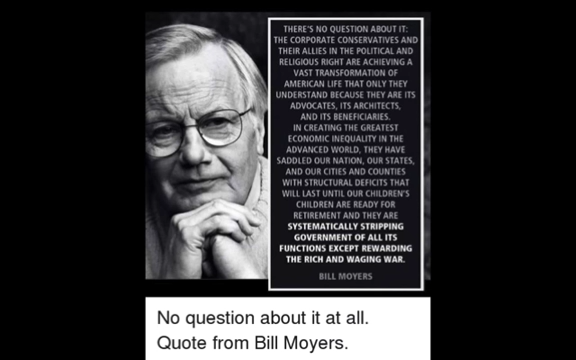 THERE'S NO QUESTION ABOUT IT:
THE CORPORATE CONSERVATIVES AND
THEIR ALLIES IN THE POLITICAL AND
RELIGIOUS RIGHT ARE ACHIEVING A
VAST TRANSFORMATION OF
AMERICAN LIFE THAT ONLY THEY
UNDERSTAND BECAUSE THEY ARE ITS
ADVOCATES, ITS ARCHITECTS,
AND ITS BENEFICIARIES.
IN CREATING THE GREATEST
ECONOMIC INEQUALITY IN THE
ADVANCED WORLD, THEY HAVE
SADDLED OUR NATION, OUR STATES,
AND OUR CITIES AND COUNTIES
WITH STRUCTURAL DEFICITS THAT
WILL LAST UNTIL OUR CHILDREN'S
CHILDREN ARE READY FOR
RETIREMENT AND THEY ARE
SYSTEMATICALLY STRIPPING
GOVERNMENT OF ALL ITS
FUNCTIONS EXCEPT REWARDING
THE RICH AND WAGING WAR.
BILL MOYERS
No question about it at all.
Quote from Bill Moyers.